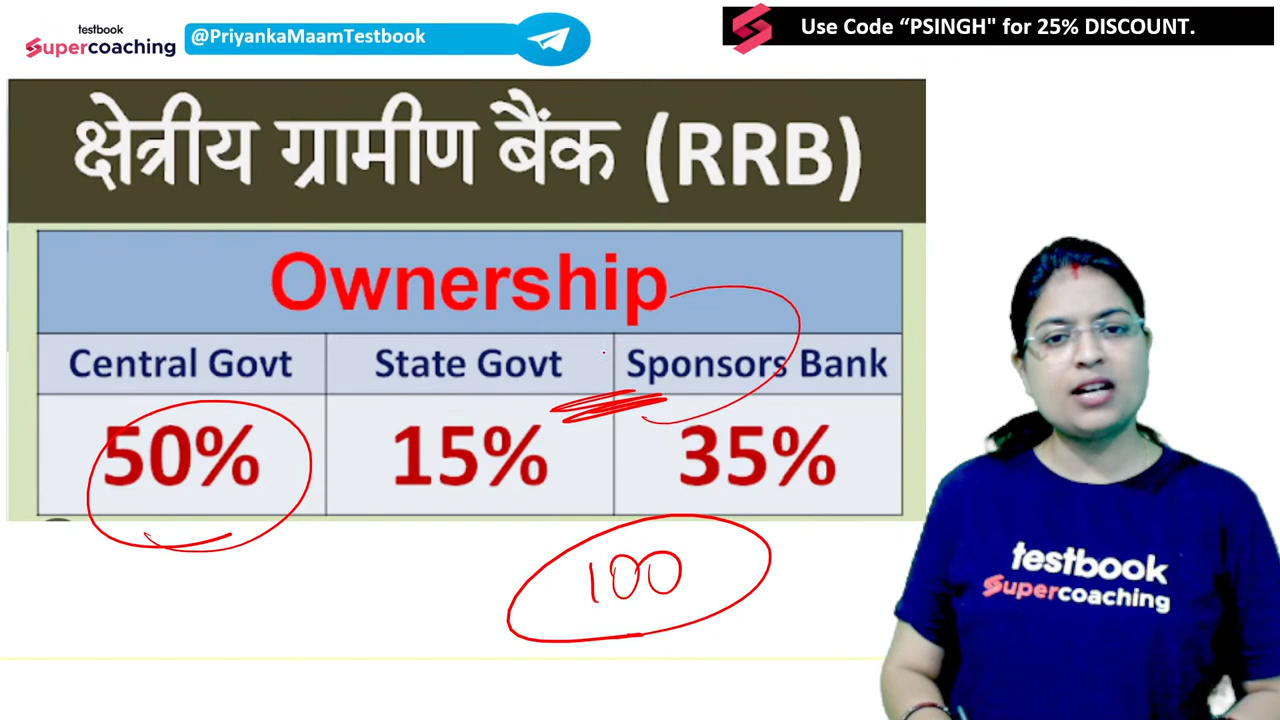 testbook
Supercoaching
@PriyankaMaamTestbook
Use Code “PSINGH" for 25% DISCOUNT.
क्षेत्रीय ग्रामीण बैंक (RRB)
Ownership
Central Govt State Govt Sponsors Bank
50% 15% 35%
100
testbook
Supercoaching